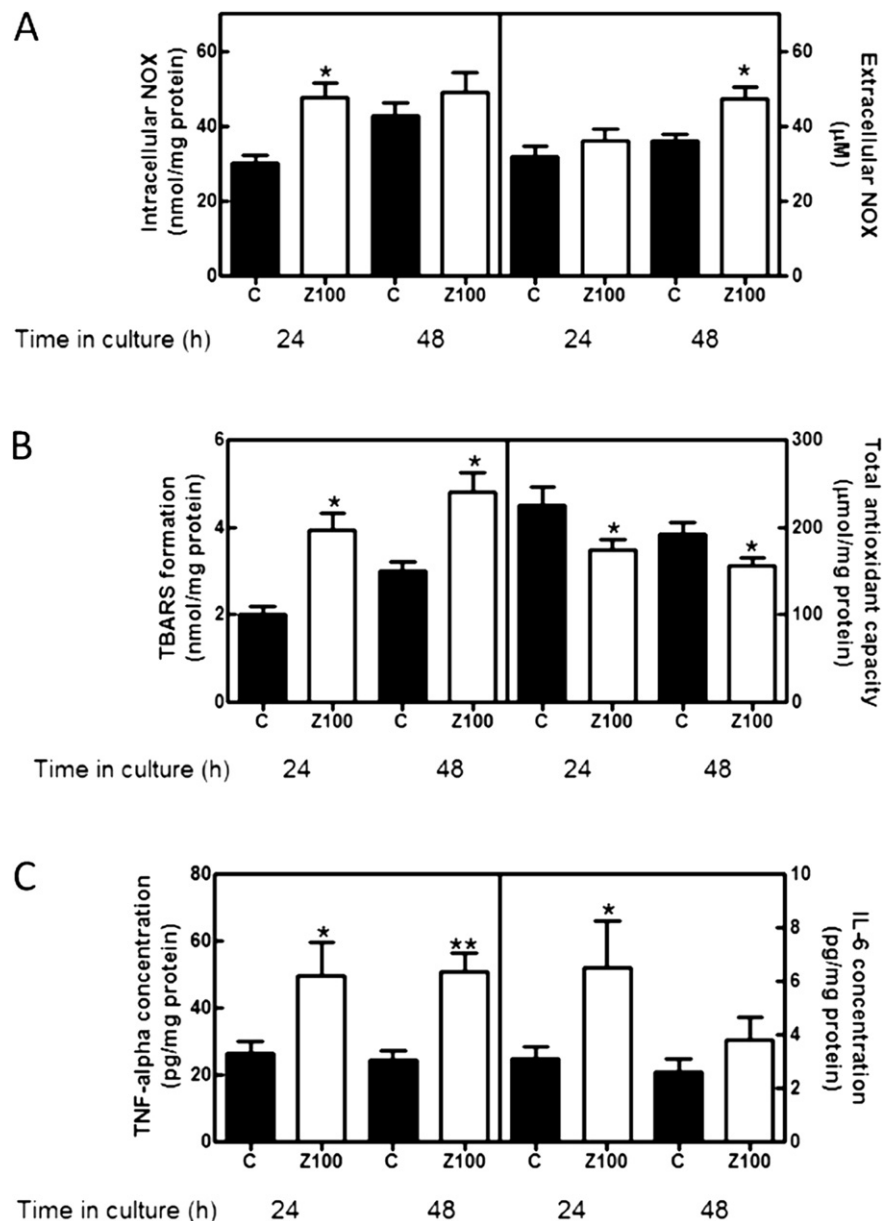 A
Intracellular NOX
(nmol/mg protein)
60
40
20
0
60
40
20
0
Extracellular NOX
(µM)
*
*
C Z100 C Z100 C Z100 C Z100
Time in culture (h) 24 48 24 48
B
TBARS formation
(nmol/mg protein)
6
4
2
0
300
200
100
0
Total antioxidant capacity
(µmol/mg protein)
*
*
*
*
C Z100 C Z100 C Z100 C Z100
Time in culture (h) 24 48 24 48
C
TNF-alpha concentration
(pg/mg protein)
80
60
40
20
0
10
8
6
4
2
0
IL-6 concentration
(pg/mg protein)
*
**
*
C Z100 C Z100 C Z100 C Z100
Time in culture (h) 24 48 24 48